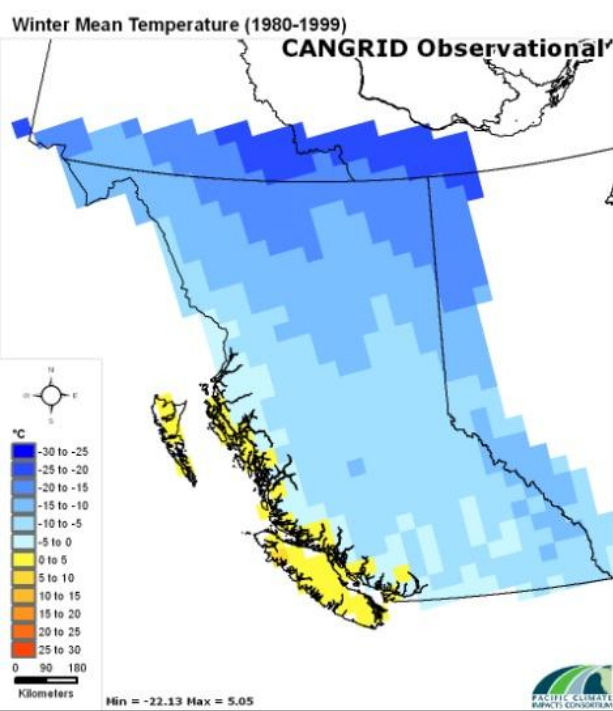 Winter Mean Temperature (1980-1999)
CANGRID Observational*
N
S
°C
-30 to -25
-25 to -20
-20 to -15
-15 to -10
-10 to -5
-5 to 0
0 to 5
5 to 10
10 to 15
15 to 20
20 to 25
25 to 30
0 90 180
Kilometers
Min = -22.13 Max = 5.05
PACIFIC CLIMATE
IMPACTS CONSORTIUM